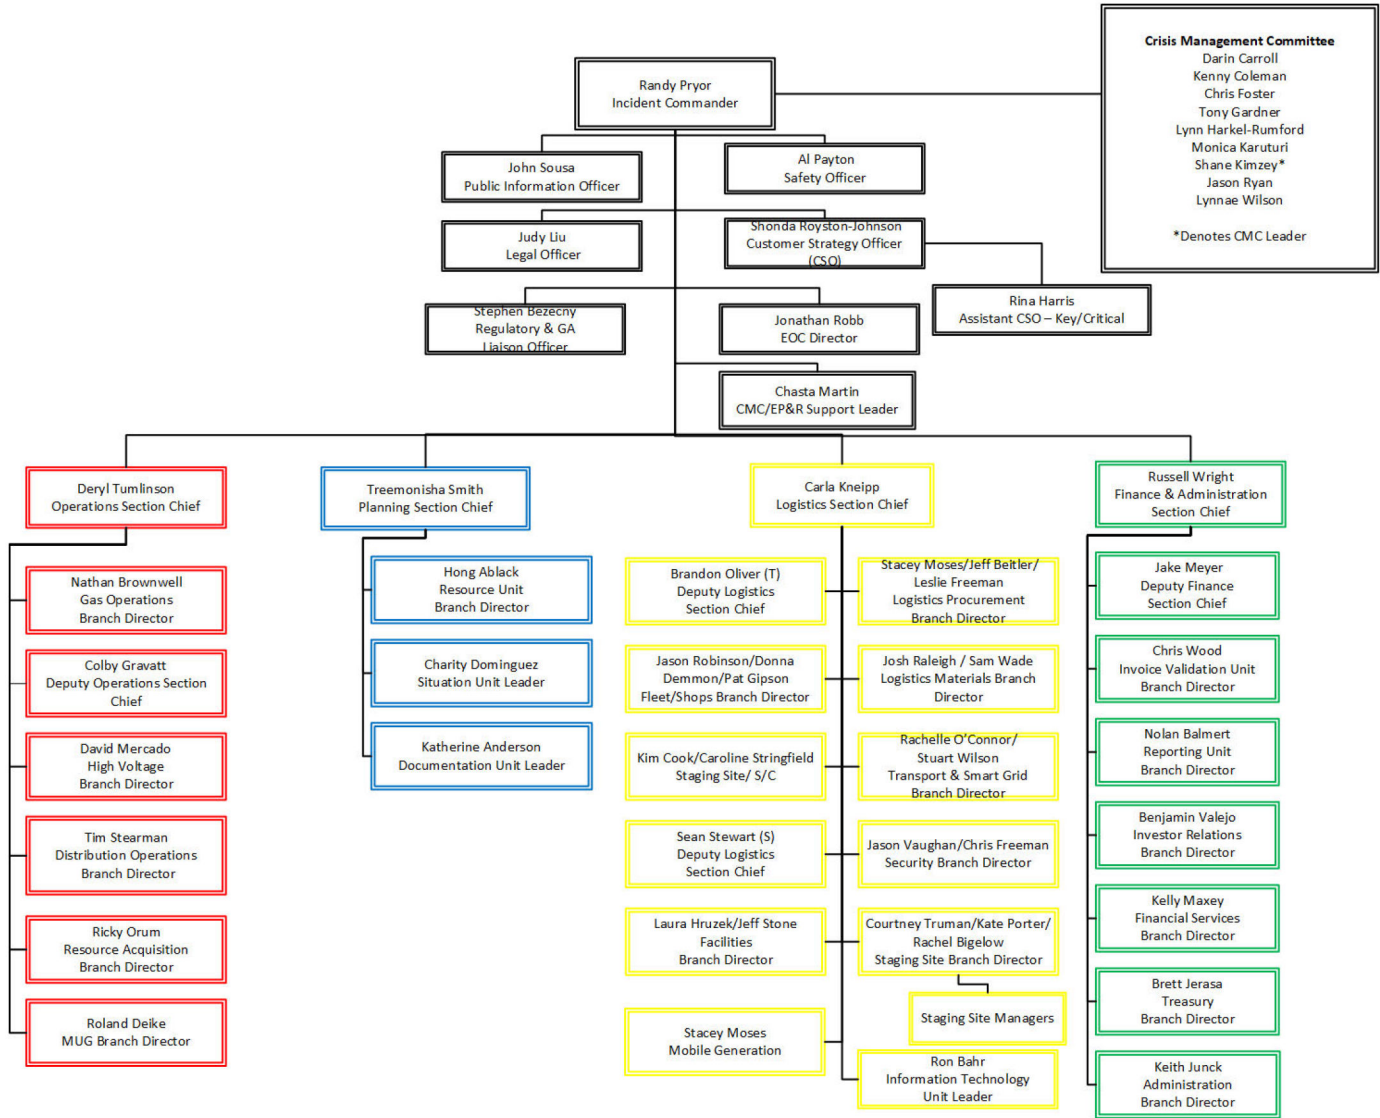 Crisis Management Committee
Darin Carroll
Kenny Coleman
Chris Foster
Tony Gardner
Lynn Harkel-Rumford
Monica Karuturi
Shane Kimzey*
Jason Ryan
Lynnae Wilson
*Denotes CMC Leader
Randy Pryor
Incident Commander
John Sousa
Public Information Officer
Al Payton
Safety Officer
Judy Liu
Legal Officer
Shonda Royston-Johnson
Customer Strategy Officer
(CSO)
Rina Harris
Assistant CSO – Key/Critical
Stephen Bezecny
Regulatory & GA
Liaison Officer
Jonathan Robb
EOC Director
Chasta Martin
CMC/EP&R Support Leader
Deryl Tumlinson
Operations Section Chief
Treemonisha Smith
Planning Section Chief
Carla Kneipp
Logistics Section Chief
Russell Wright
Finance & Administration
Section Chief
Nathan Brownwell
Gas Operations
Branch Director
Colby Gravatt
Deputy Operations Section
Chief
David Mercado
High Voltage
Branch Director
Tim Stearman
Distribution Operations
Branch Director
Ricky Orum
Resource Acquisition
Branch Director
Roland Deike
MUG Branch Director
Hong Ablack
Resource Unit
Branch Director
Charity Dominguez
Situation Unit Leader
Katherine Anderson
Documentation Unit Leader
Brandon Oliver (T)
Deputy Logistics
Section Chief
Stacey Moses/Jeff Beitler/
Leslie Freeman
Logistics Procurement
Branch Director
Jason Robinson/Donna
Demmon/Pat Gipson
Fleet/Shops Branch Director
Josh Raleigh / Sam Wade
Logistics Materials Branch
Director
Kim Cook/Caroline Stringfield
Staging Site/ S/C
Rachelle O’Connor/
Stuart Wilson
Transport & Smart Grid
Branch Director
Sean Stewart (S)
Deputy Logistics
Section Chief
Jason Vaughan/Chris Freeman
Security Branch Director
Laura Hruzek/Jeff Stone
Facilities
Branch Director
Courtney Truman/Kate Porter/
Rachel Bigelow
Staging Site Branch Director
Staging Site Managers
Stacey Moses
Mobile Generation
Ron Bahr
Information Technology
Unit Leader
Jake Meyer
Deputy Finance
Section Chief
Chris Wood
Invoice Validation Unit
Branch Director
Nolan Balmert
Reporting Unit
Branch Director
Benjamin Valejo
Investor Relations
Branch Director
Kelly Maxey
Financial Services
Branch Director
Brett Jerasa
Treasury
Branch Director
Keith Junck
Administration
Branch Director